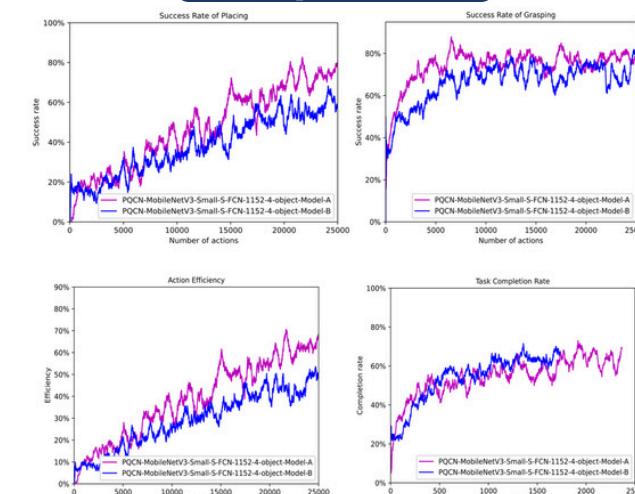 Success Rate of Placing
100%
80%
60%
40%
20%
0%
Success rate
0 5000 10000 15000 20000 25000
Number of actions
PQCN-MobileNetV3-Small-S-FCN-1152-4-object-Model-A
PQCN-MobileNetV3-Small-S-FCN-1152-4-object-Model-B
Success Rate of Grasping
80%
60%
40%
20%
0%
Success rate
0 5000 10000 15000 20000
Number of actions
PQCN-MobileNetV3-Small-S-FCN-1152-4-object-Model-A
PQCN-MobileNetV3-Small-S-FCN-1152-4-object-Model-B
Action Efficiency
90%
80%
70%
60%
50%
40%
30%
20%
10%
0%
Efficiency
0 5000 10000 15000 20000 25000
PQCN-MobileNetV3-Small-S-FCN-1152-4-object-Model-A
PQCN-MobileNetV3-Small-S-FCN-1152-4-object-Model-B
Task Completion Rate
100%
80%
60%
40%
20%
0%
Completion rate
0 500 1000 1500 2000
PQCN-MobileNetV3-Small-S-FCN-1152-4-object-Model-A
PQCN-MobileNetV3-Small-S-FCN-1152-4-object-Model-B